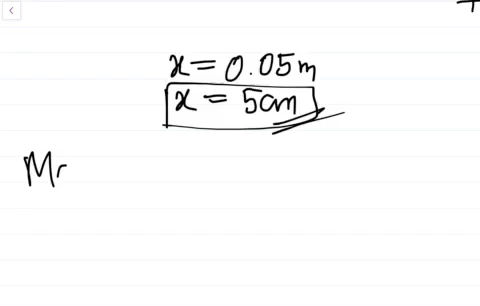 x = 0.05m
x = 5cm
Mr